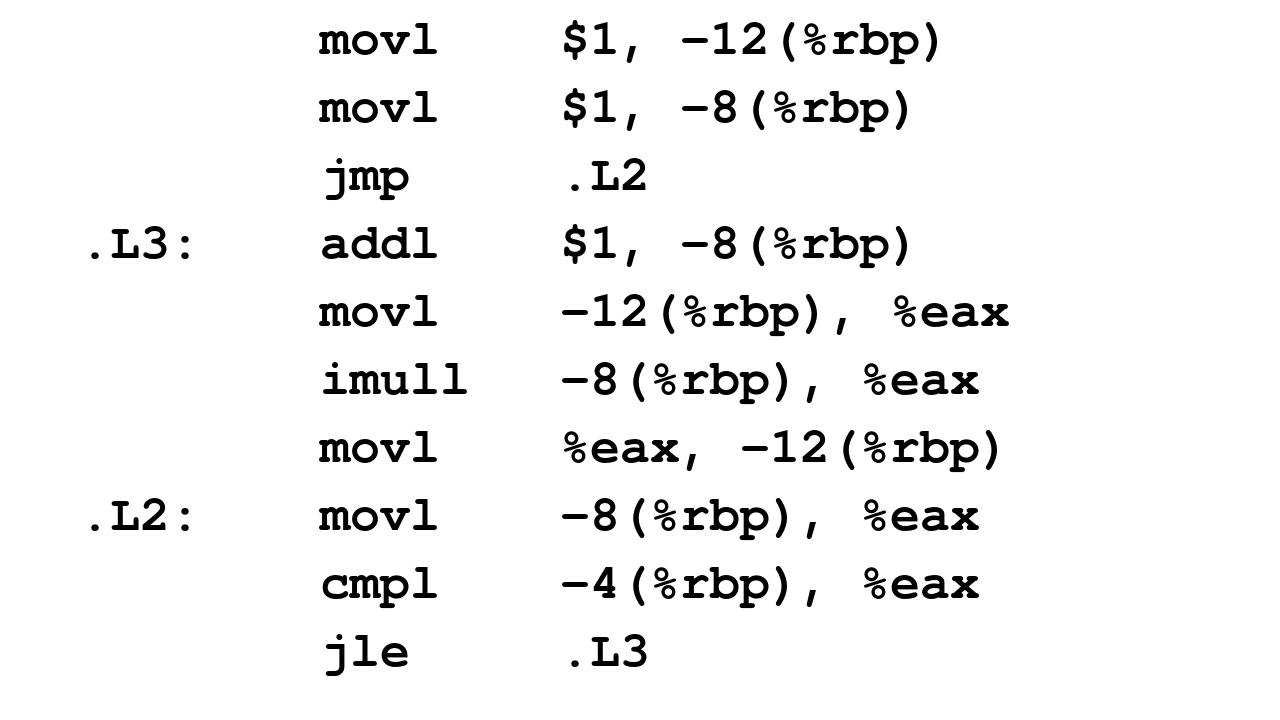 movl $1, -12(%rbp)
movl $1, -8(%rbp)
jmp .L2
.L3: addl $1, -8(%rbp)
movl -12(%rbp), %eax
imull -8(%rbp), %eax
movl %eax, -12(%rbp)
.L2: movl -8(%rbp), %eax
cmpl -4(%rbp), %eax
jle .L3